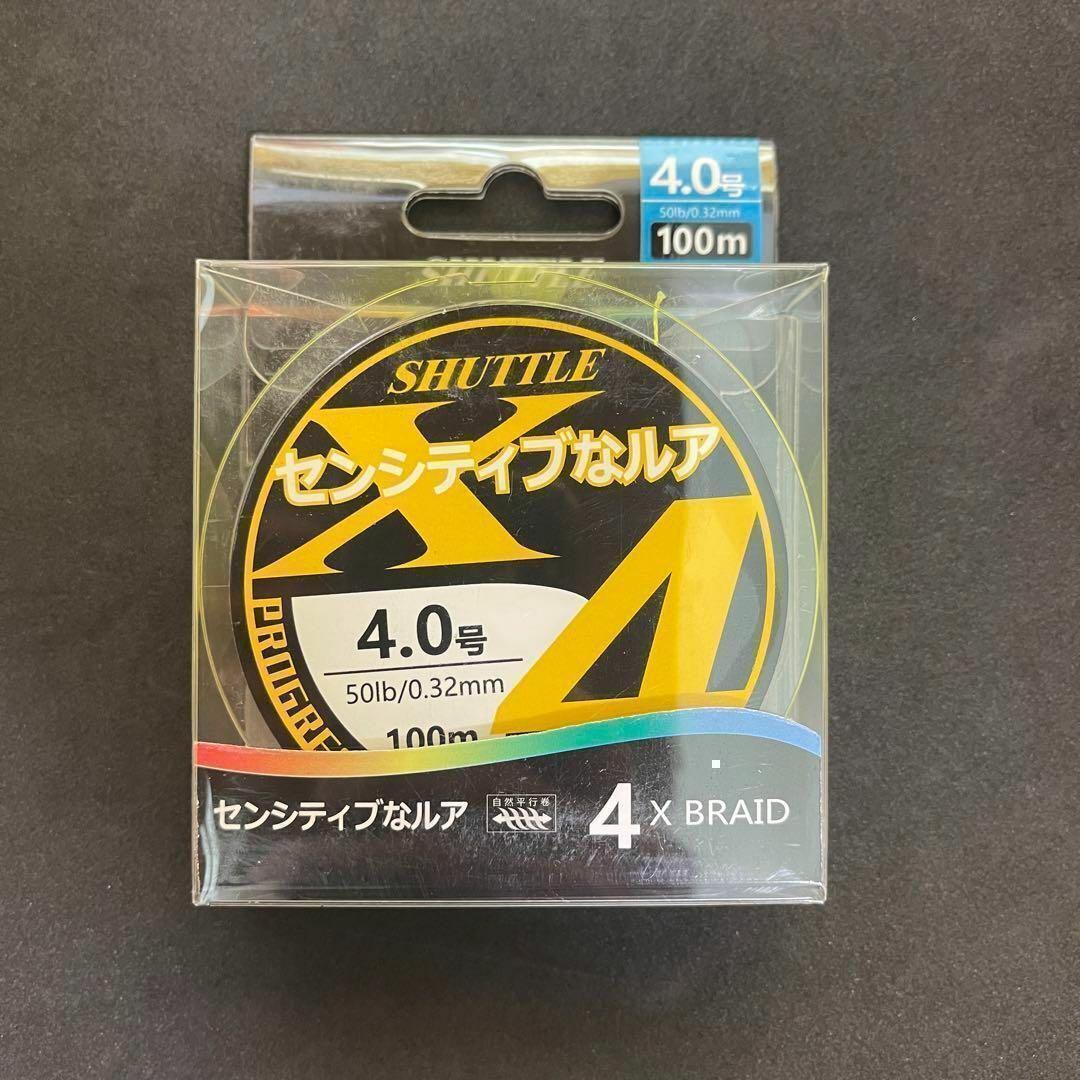 4.0号
50lb/0.32mm
100m
SHUTTLE
SHUTTLE
X
センシティブなルア
4
PROGRE
4.0号
50lb/0.32mm
100m
センシティブなルア
自然平行巻
4 X BRAID